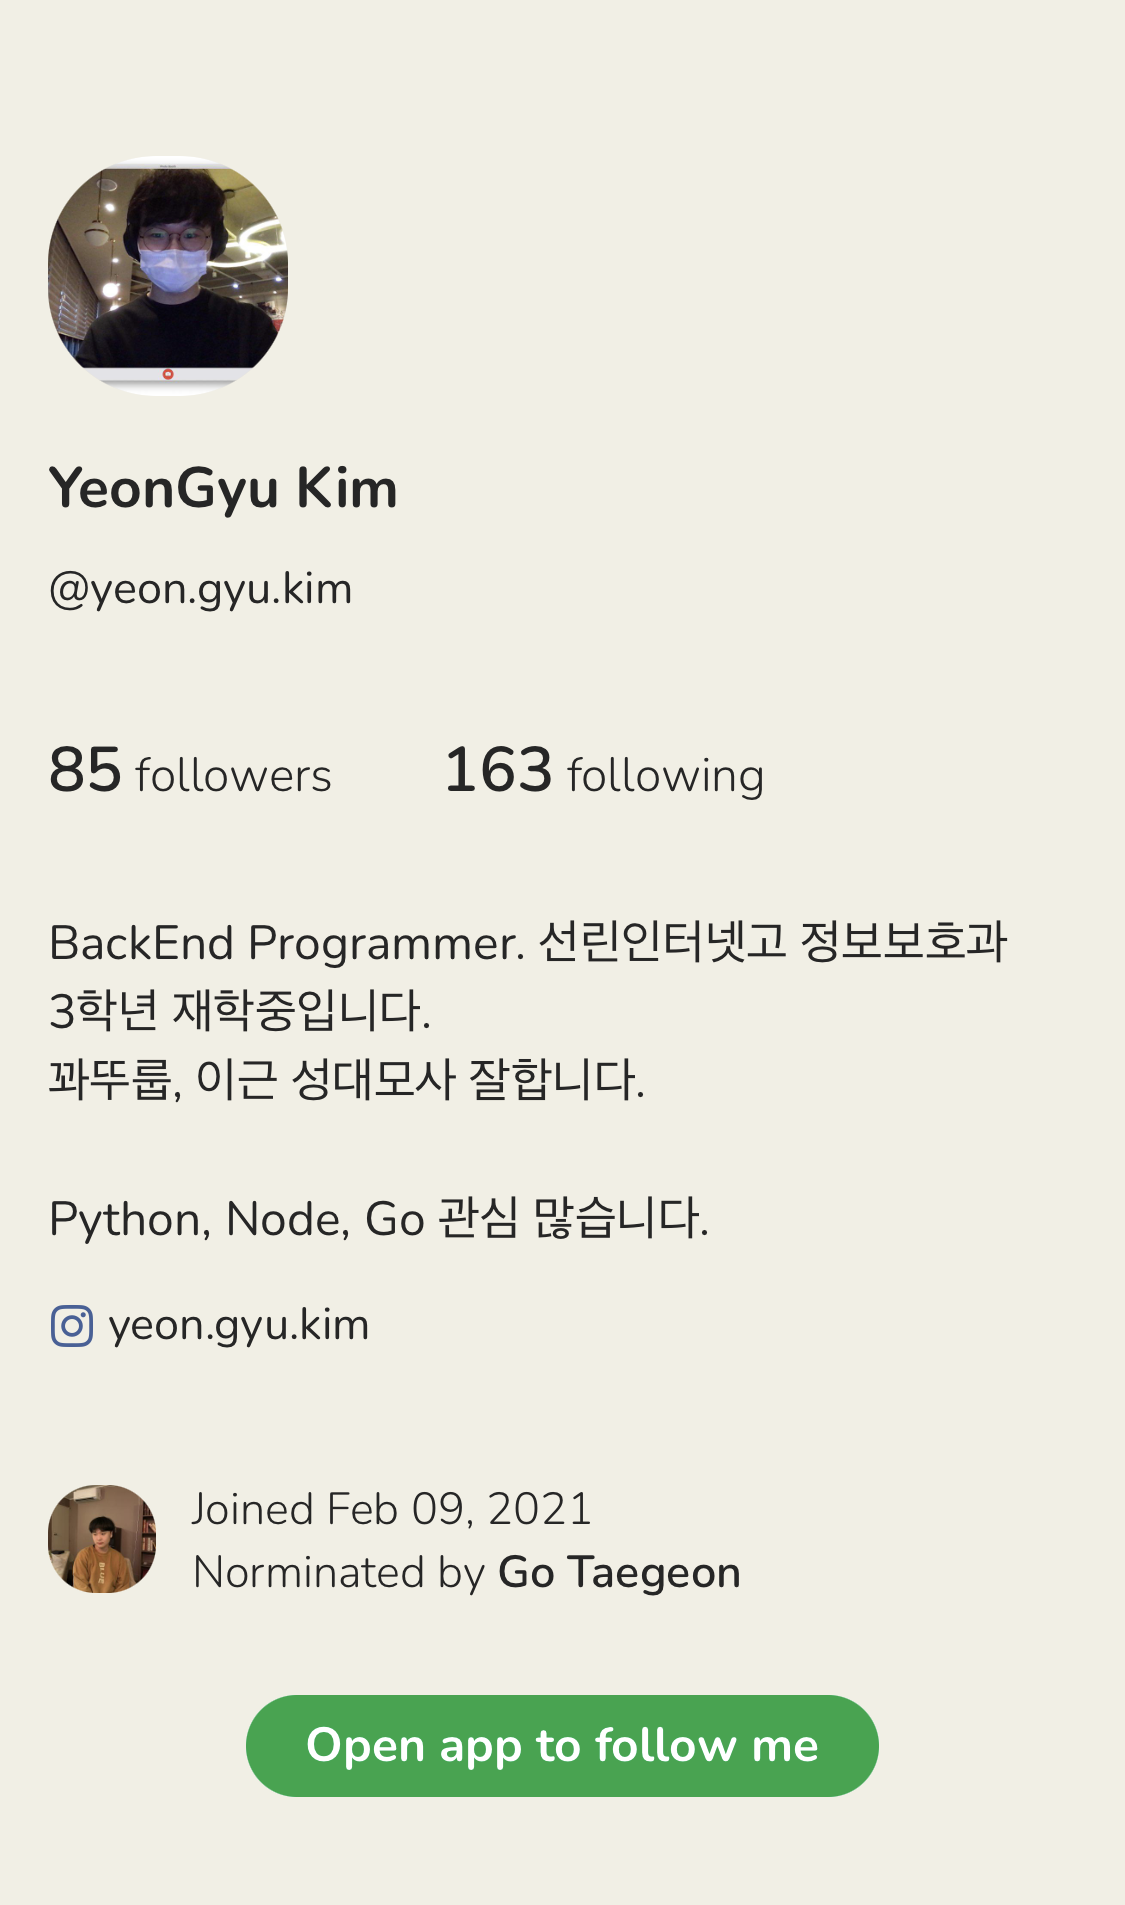 YeonGyu Kim
@yeon.gyu.kim
85 followers 163 following
BackEnd Programmer. 선린인터넷고 정보보호과
3학년 재학중입니다.
꽈뚜룹, 이근 성대모사 잘합니다.
Python, Node, Go 관심 많습니다.
yeon.gyu.kim
Joined Feb 09, 2021
Norminated by Go Taegeon
Open app to follow me